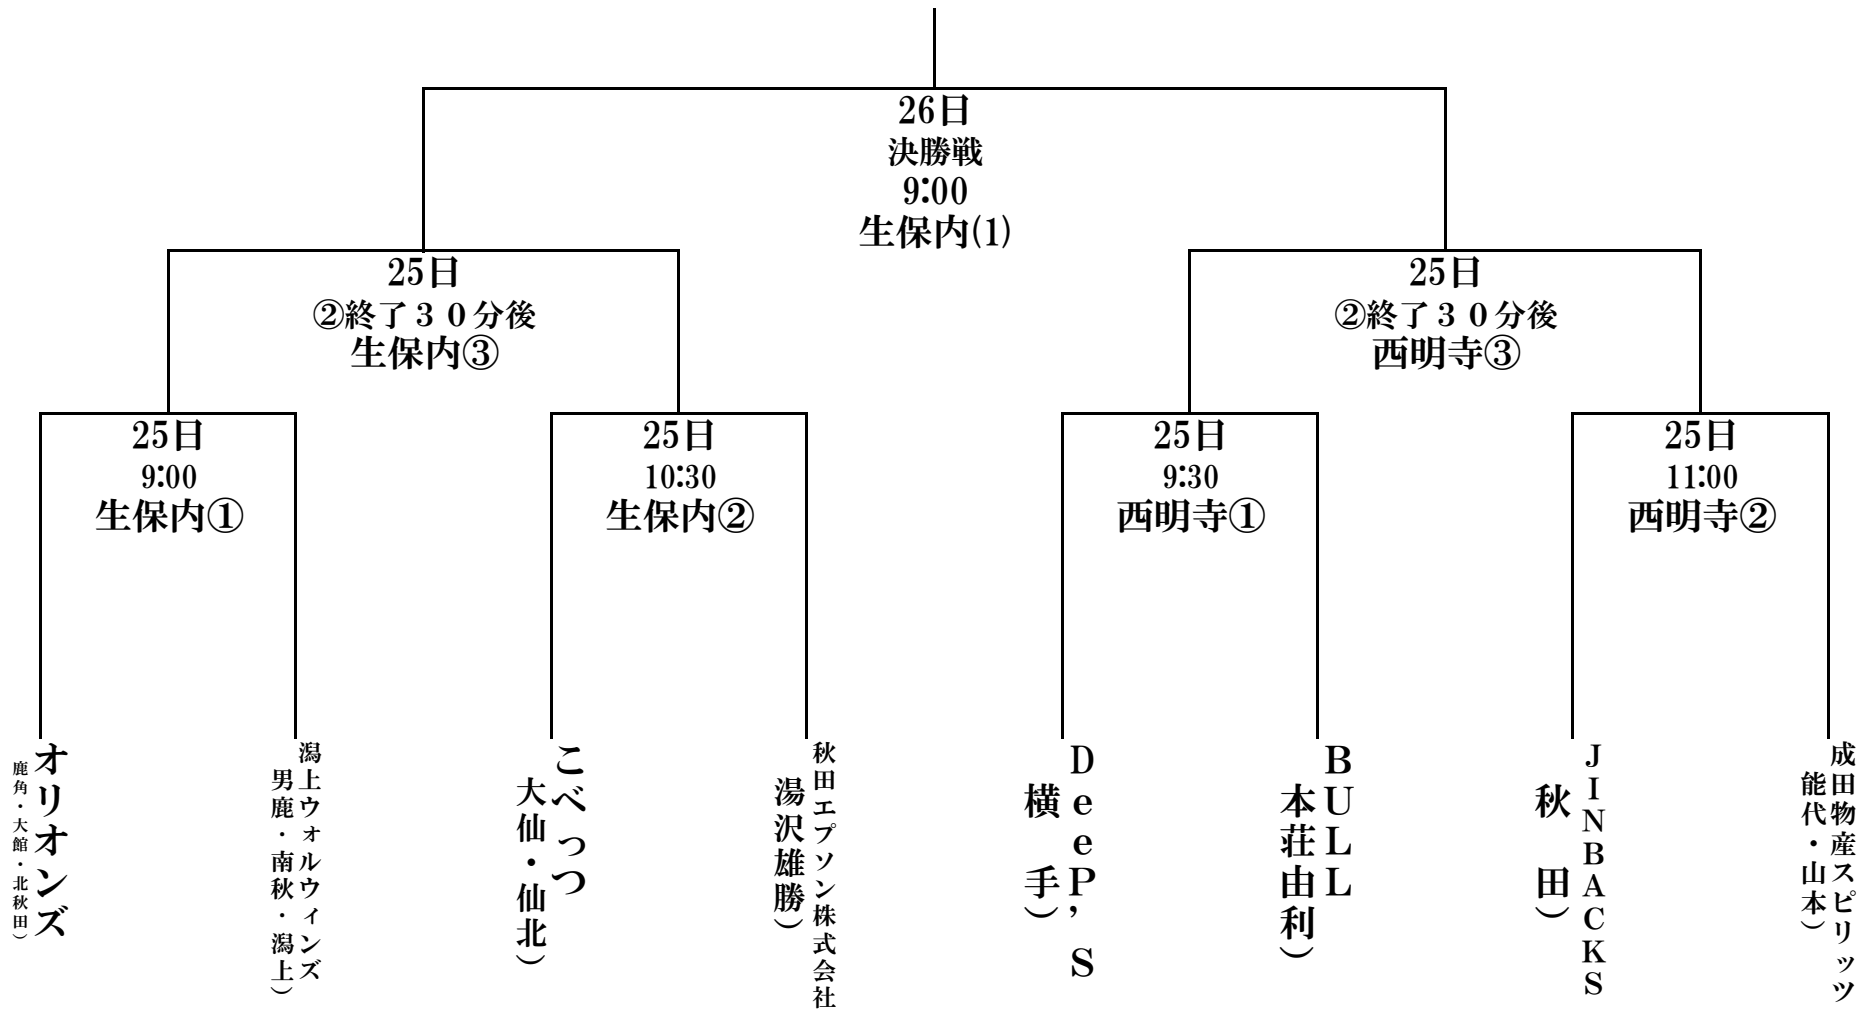 26日
決勝戦
9:00
生保内(1)
25日
②終了３０分後
生保内③
25日
②終了３０分後
西明寺③
25日
9:00
生保内①
25日
10:30
生保内②
25日
9:30
西明寺①
25日
11:00
西明寺②
オリオンズ
鹿角・大館・北秋田)
潟上ウォルウィンズ
男鹿・南秋・潟上)
こべっつ
大仙・仙北)
秋田エプソン株式会社
湯沢雄勝)
DeeP’S
横手)
BULL
本荘由利)
JINBACKS
秋田)
成田物産スピリッツ
能代・山本)